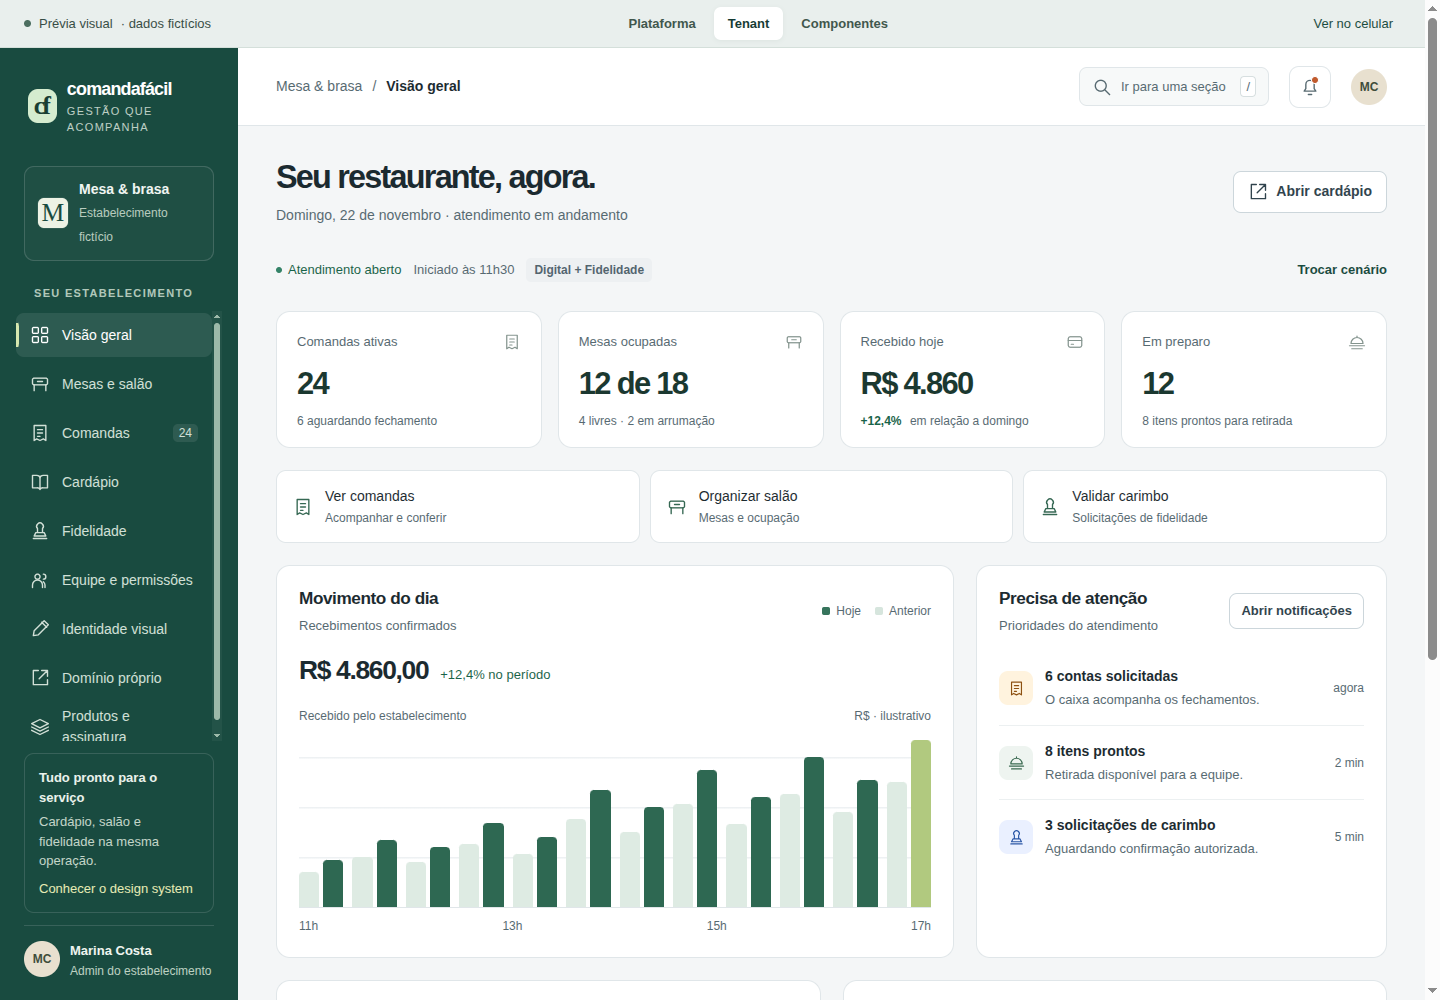 Prévia visual · dados fictícios
Plataforma
Tenant
Componentes
Ver no celular
cf
comandafácil
GESTÃO QUE
ACOMPANHA
M
Mesa & brasa
Estabelecimento
fictício
SEU ESTABELECIMENTO
Visão geral
Mesas e salão
Comandas 24
Cardápio
Fidelidade
Equipe e permissões
Identidade visual
Domínio próprio
Produtos e
assinatura
Tudo pronto para o
serviço
Cardápio, salão e
fidelidade na mesma
operação.
Conhecer o design system
MC
Marina Costa
Admin do estabelecimento
Mesa & brasa / Visão geral
Ir para uma seção /
MC
Seu restaurante, agora.
Domingo, 22 de novembro · atendimento em andamento
Abrir cardápio
Atendimento aberto Iniciado às 11h30 Digital + Fidelidade
Trocar cenário
Comandas ativas
24
6 aguardando fechamento
Mesas ocupadas
12 de 18
4 livres · 2 em arrumação
Recebido hoje
R$ 4.860
+12,4% em relação a domingo
Em preparo
12
8 itens prontos para retirada
Ver comandas
Acompanhar e conferir
Organizar salão
Mesas e ocupação
Validar carimbo
Solicitações de fidelidade
Movimento do dia
Recebimentos confirmados
Hoje Anterior
R$ 4.860,00 +12,4% no período
Recebido pelo estabelecimento R$ · ilustrativo
11h 13h 15h 17h
Precisa de atenção
Prioridades do atendimento
Abrir notificações
6 contas solicitadas
O caixa acompanha os fechamentos.
agora
8 itens prontos
Retirada disponível para a equipe.
2 min
3 solicitações de carimbo
Aguardando confirmação autorizada.
5 min